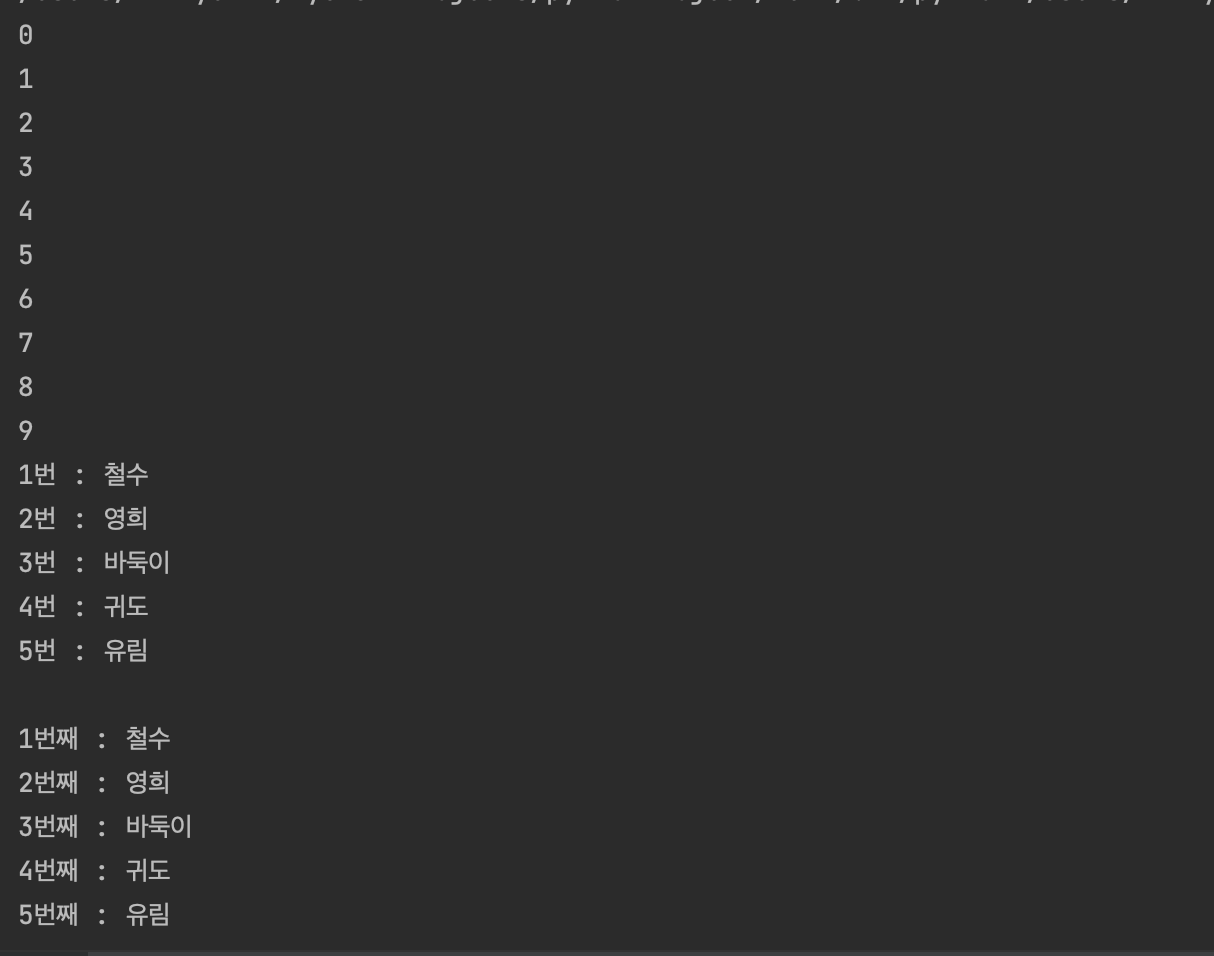 0
1
2
3
4
5
6
7
8
9
1번 : 철수
2번 : 영희
3번 : 바둑이
4번 : 귀도
5번 : 유림
1번째 : 철수
2번째 : 영희
3번째 : 바둑이
4번째 : 귀도
5번째 : 유림